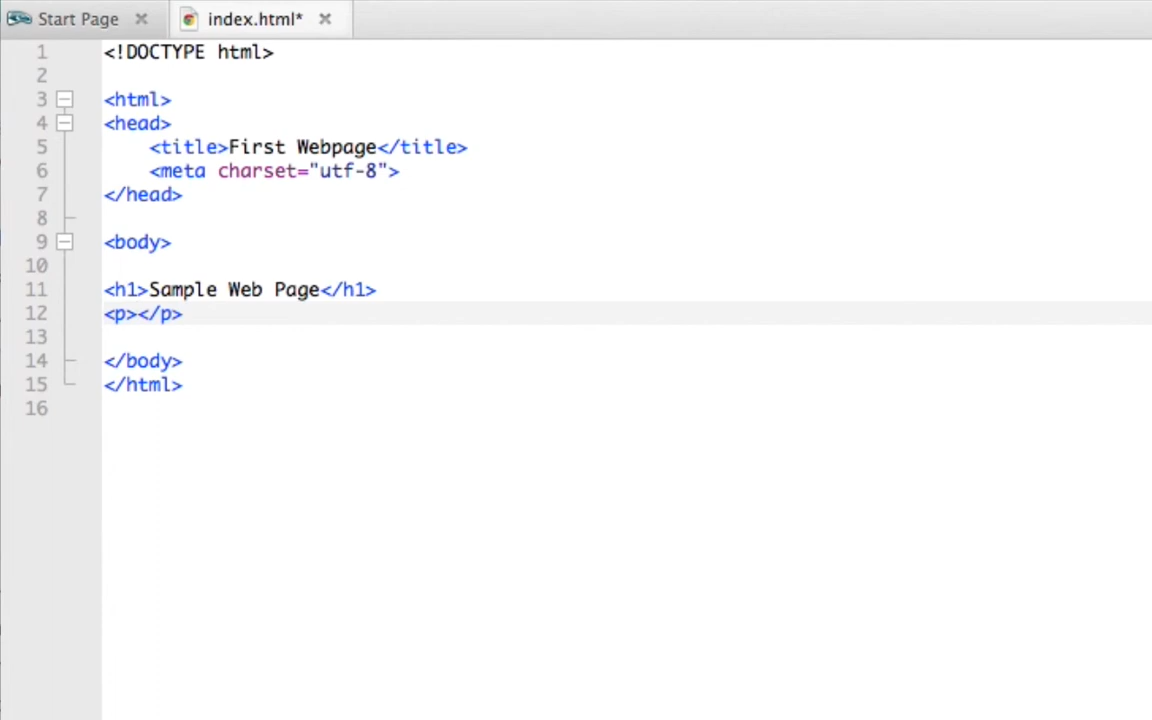 Start Page
index.html*
1 <!DOCTYPE html>
2
3 <html>
4 <head>
5 <title>First Webpage</title>
6 <meta charset="utf-8">
7 </head>
8
9 <body>
10
11 <h1>Sample Web Page</h1>
12 <p></p>
13
14 </body>
15 </html>
16